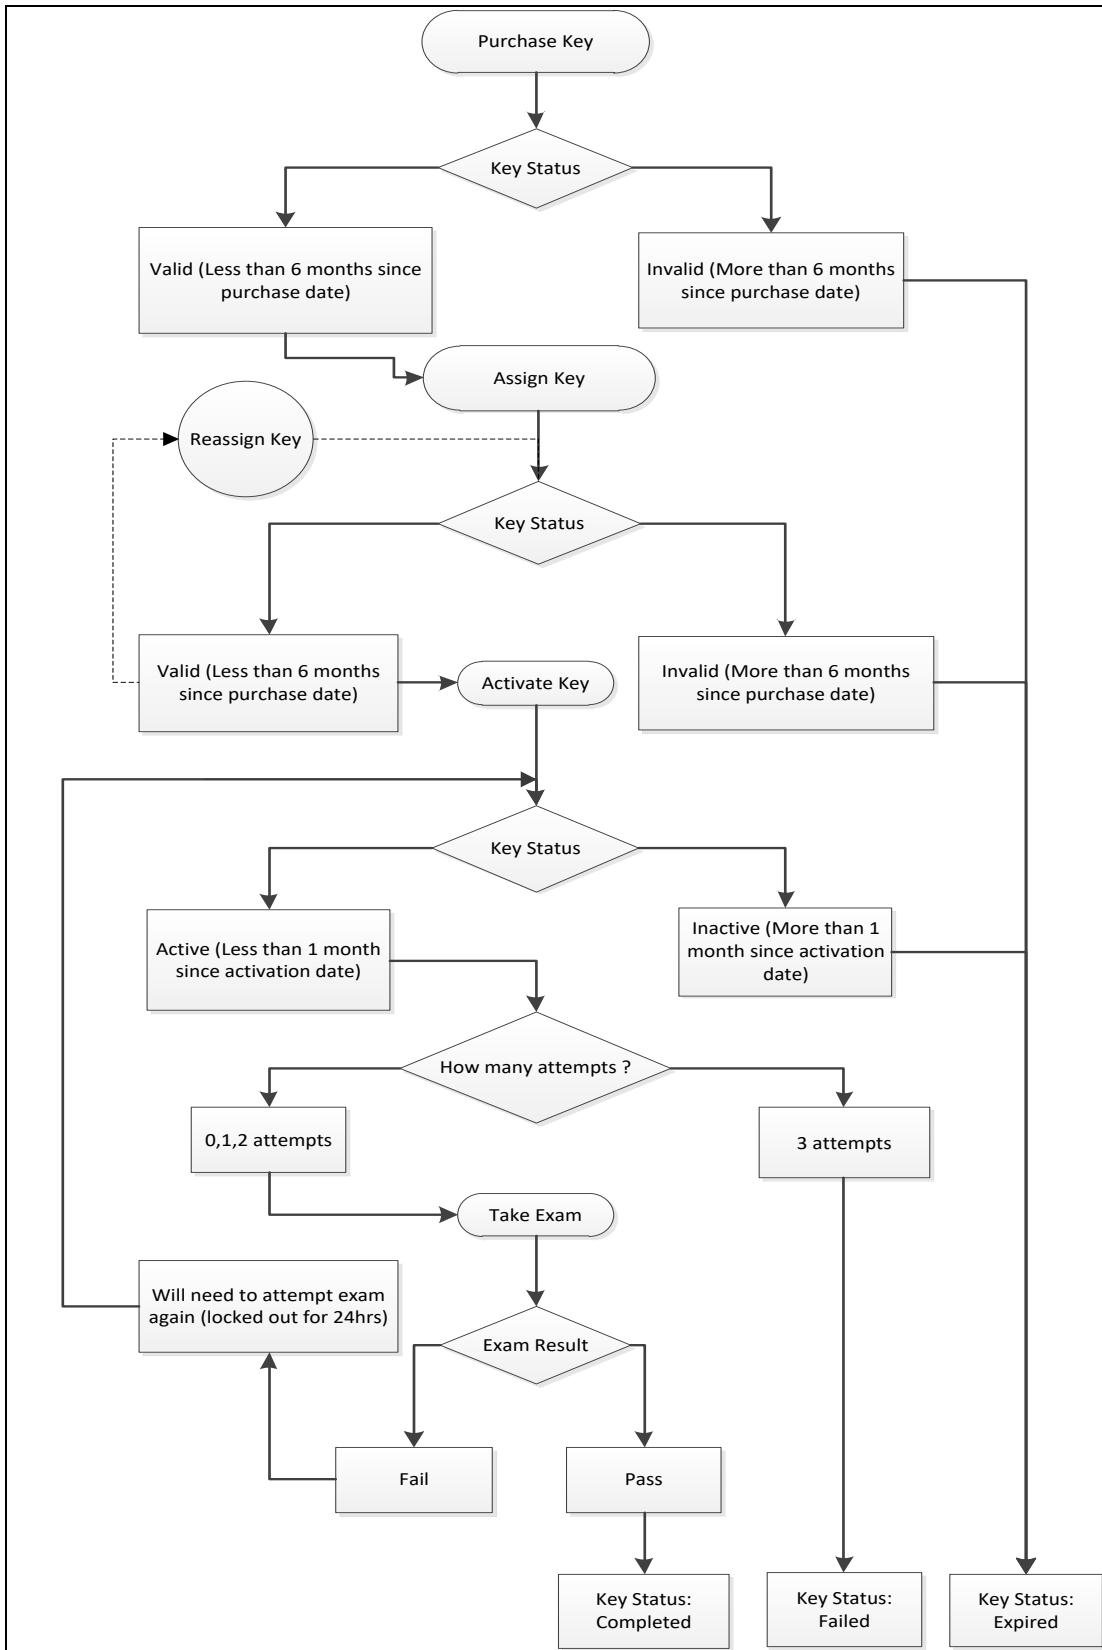 Purchase Key
Key Status
Valid (Less than 6 months since
purchase date)
Invalid (More than 6 months
since purchase date)
Assign Key
Reassign Key
Key Status
Valid (Less than 6 months
since purchase date)
Activate Key
Invalid (More than 6 months
since purchase date)
Key Status
Active (Less than 1 month
since activation date)
Inactive (More than 1
month since activation
date)
How many attempts ?
0,1,2 attempts
3 attempts
Take Exam
Will need to attempt exam
again (locked out for 24hrs)
Exam Result
Fail
Pass
Key Status:
Completed
Key Status:
Failed
Key Status:
Expired